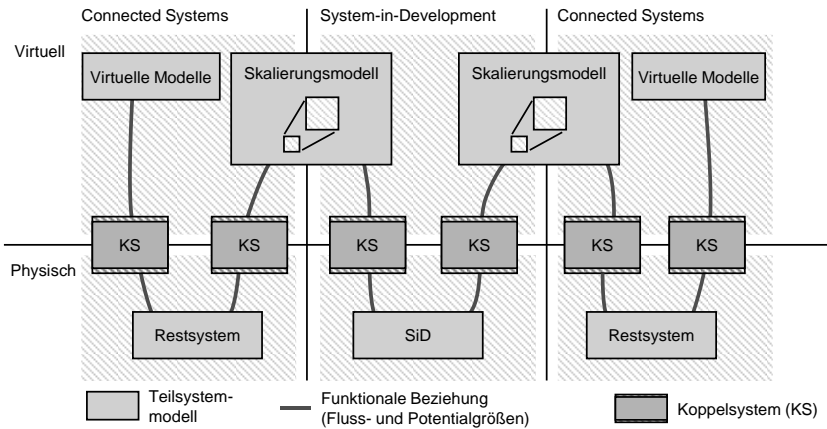 Connected Systems
System-in-Development
Connected Systems
Virtuell
Virtuelle Modelle
Skalierungsmodell
Skalierungsmodell
Virtuelle Modelle
KS
KS
KS
KS
KS
KS
Physisch
Restsystem
SiD
Restsystem
Teilsystem-
modell
Funktionale Beziehung
(Fluss- und Potentialgrößen)
Koppelsystem (KS)